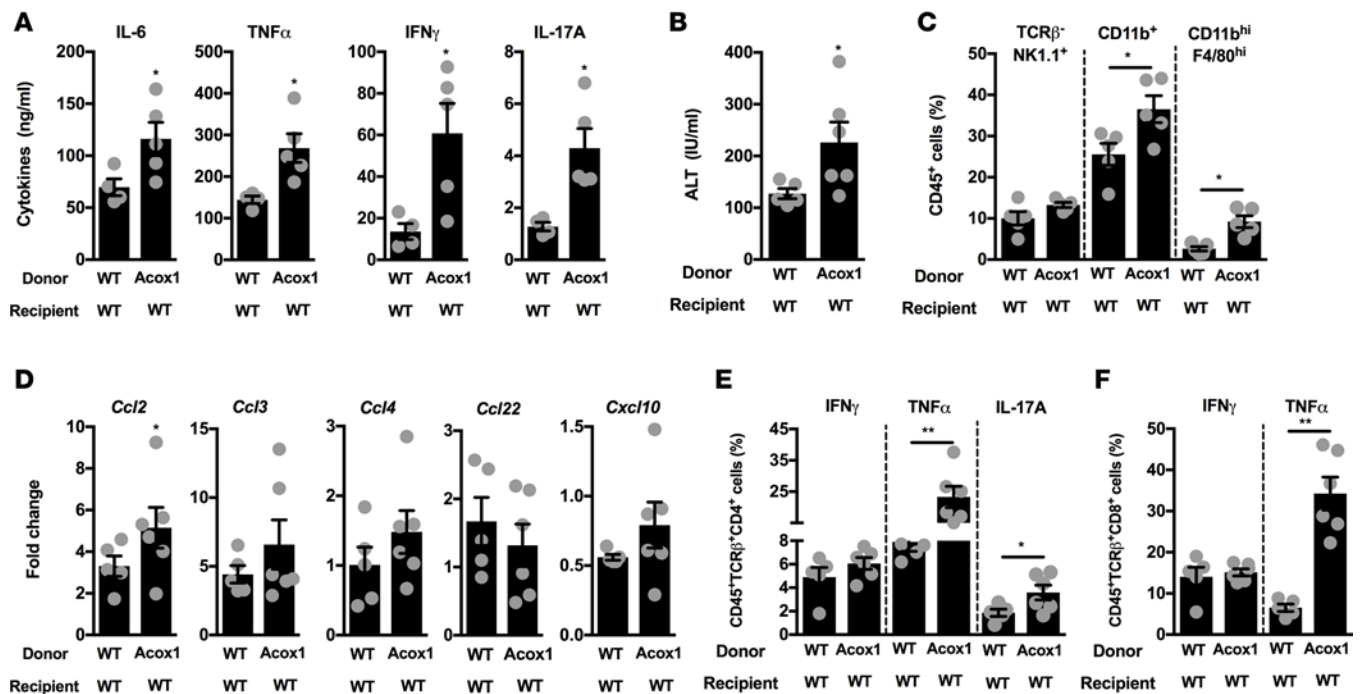 A
IL-6
TNFα
IFNγ
IL-17A
Cytokines (ng/ml)
200
150
100
50
0
500
400
300
200
100
0
100
80
60
40
20
0
8
6
4
2
0
Donor WT Acox1 WT Acox1 WT Acox1 WT Acox1
Recipient WT WT WT WT WT WT WT WT
* * * *
B
ALT (IU/ml)
400
300
200
100
0
*
Donor WT Acox1
Recipient WT WT
C
TCRβ- CD11b+ CD11bhi
NK1.1+ F4/80hi
CD45+ cells (%)
50
40
30
20
10
0
* *
Donor WT Acox1 WT Acox1 WT Acox1
Recipient WT WT WT WT WT WT
D
Ccl2
Ccl3
Ccl4
Ccl22
Cxcl10
Fold change
10
8
6
4
2
0
15
10
5
0
4
3
2
1
0
3
2
1
0
1.5
1.0
0.5
0.0
*
Donor WT Acox1 WT Acox1 WT Acox1 WT Acox1 WT Acox1
Recipient WT WT WT WT WT WT WT WT WT WT
E
IFNγ TNFα IL-17A
CD45+TCRβ+CD4+ cells (%)
45
35
25
15
8
6
4
2
0
** *
Donor WT Acox1 WT Acox1 WT Acox1
Recipient WT WT WT WT WT WT
F
IFNγ TNFα
CD45+TCRβ+CD8+ cells (%)
50
40
30
20
10
0
**
Donor WT Acox1 WT Acox1
Recipient WT WT WT WT